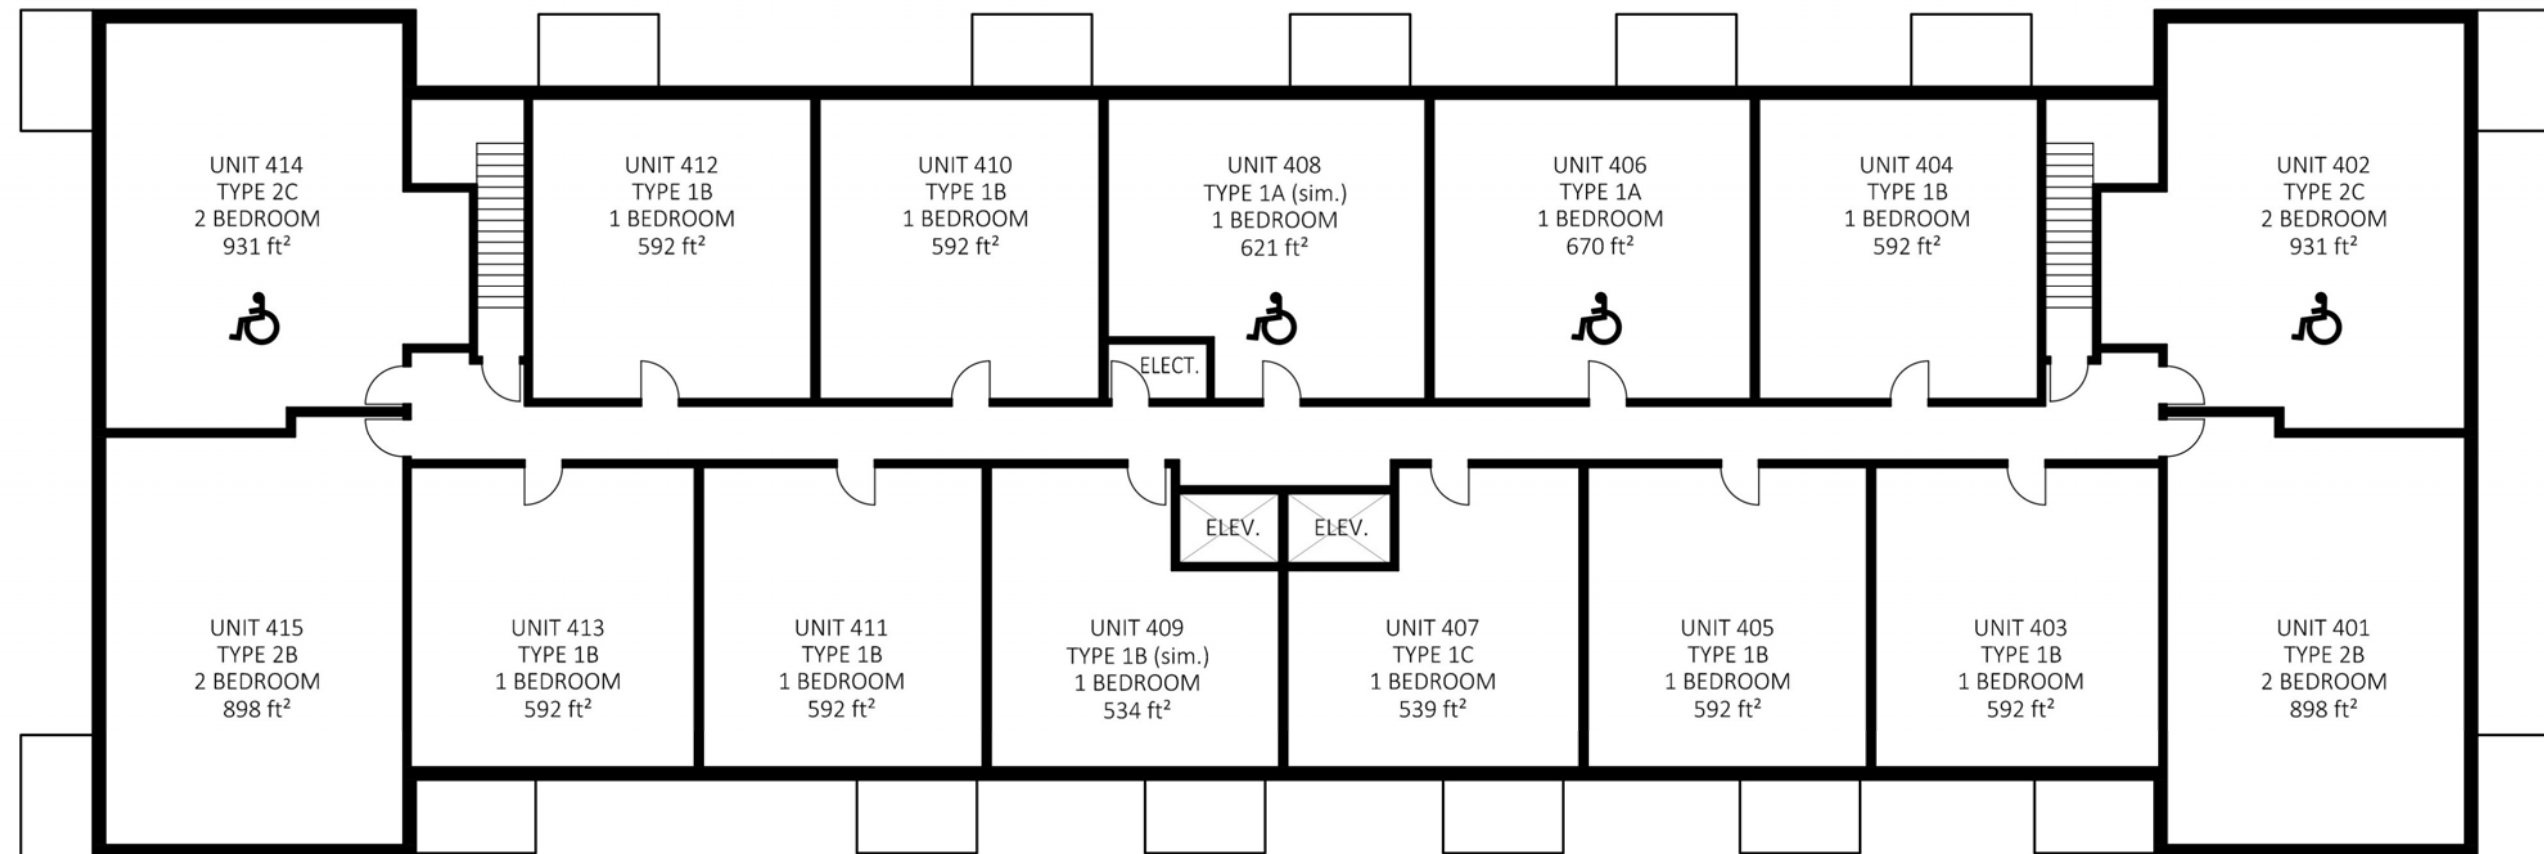 UNIT 414
TYPE 2C
2 BEDROOM
931 ft²
UNIT 412
TYPE 1B
1 BEDROOM
592 ft²
UNIT 410
TYPE 1B
1 BEDROOM
592 ft²
UNIT 408
TYPE 1A (sim.)
1 BEDROOM
621 ft²
UNIT 406
TYPE 1A
1 BEDROOM
670 ft²
UNIT 404
TYPE 1B
1 BEDROOM
592 ft²
UNIT 402
TYPE 2C
2 BEDROOM
931 ft²
ELECT.
ELEV.
ELEV.
UNIT 415
TYPE 2B
2 BEDROOM
898 ft²
UNIT 413
TYPE 1B
1 BEDROOM
592 ft²
UNIT 411
TYPE 1B
1 BEDROOM
592 ft²
UNIT 409
TYPE 1B (sim.)
1 BEDROOM
534 ft²
UNIT 407
TYPE 1C
1 BEDROOM
539 ft²
UNIT 405
TYPE 1B
1 BEDROOM
592 ft²
UNIT 403
TYPE 1B
1 BEDROOM
592 ft²
UNIT 401
TYPE 2B
2 BEDROOM
898 ft²